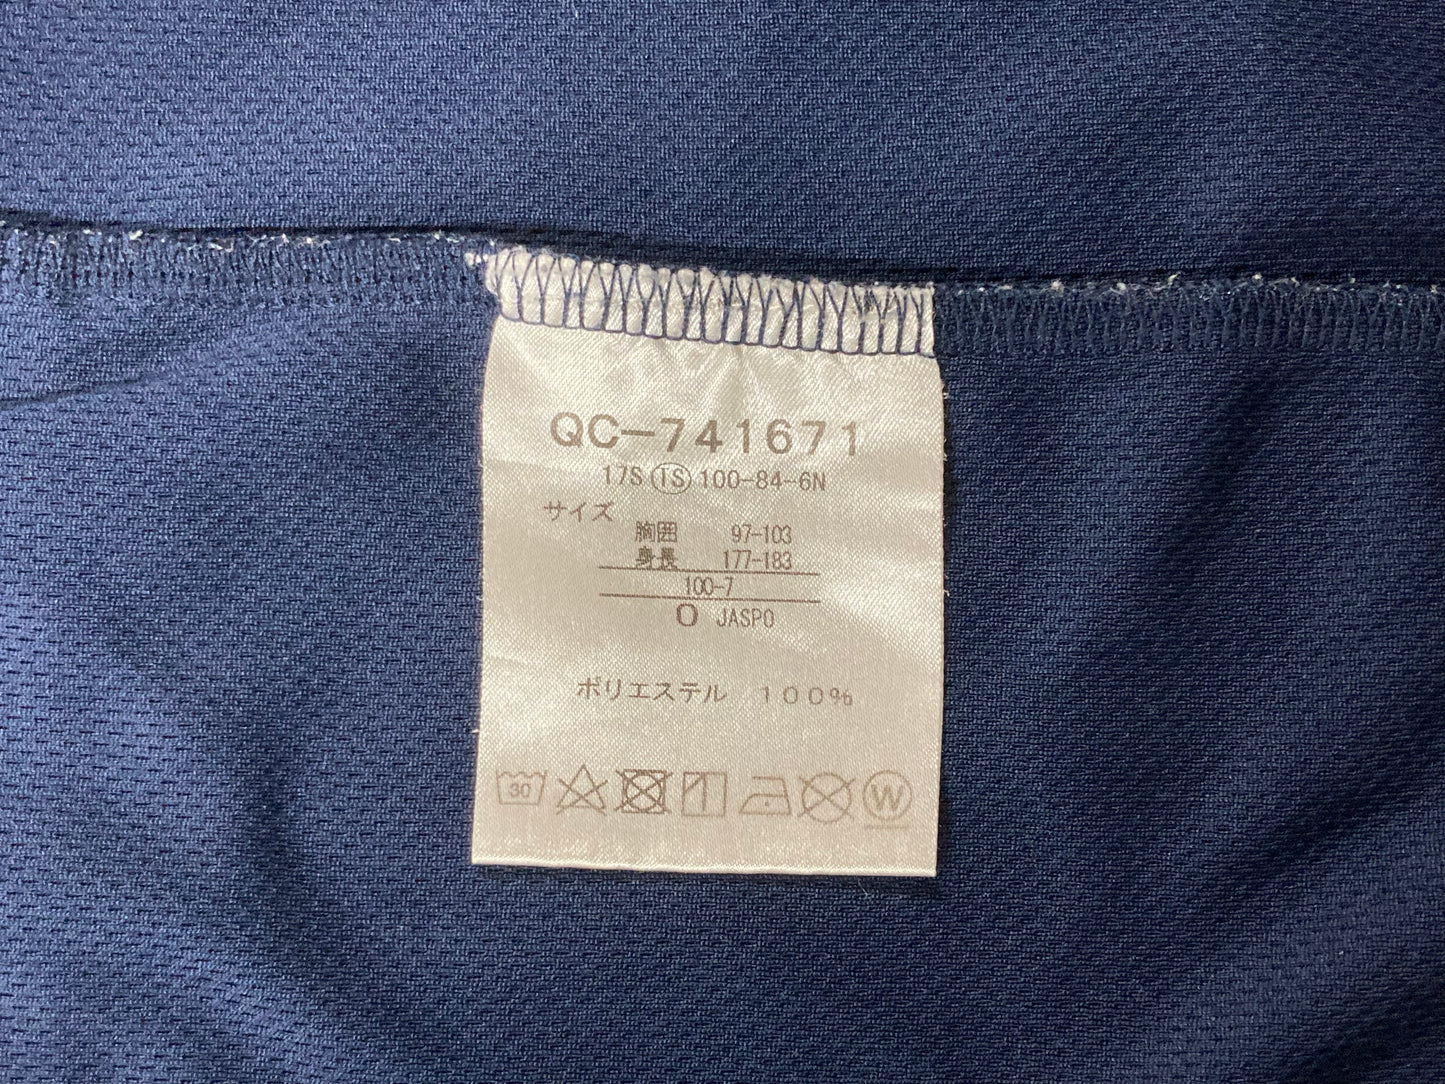 QC-741671
17S TS 100-84-6N
サイズ
胸囲 97-103
身長 177-183
100-7
O JASPO
ポリエステル 100%
30 W